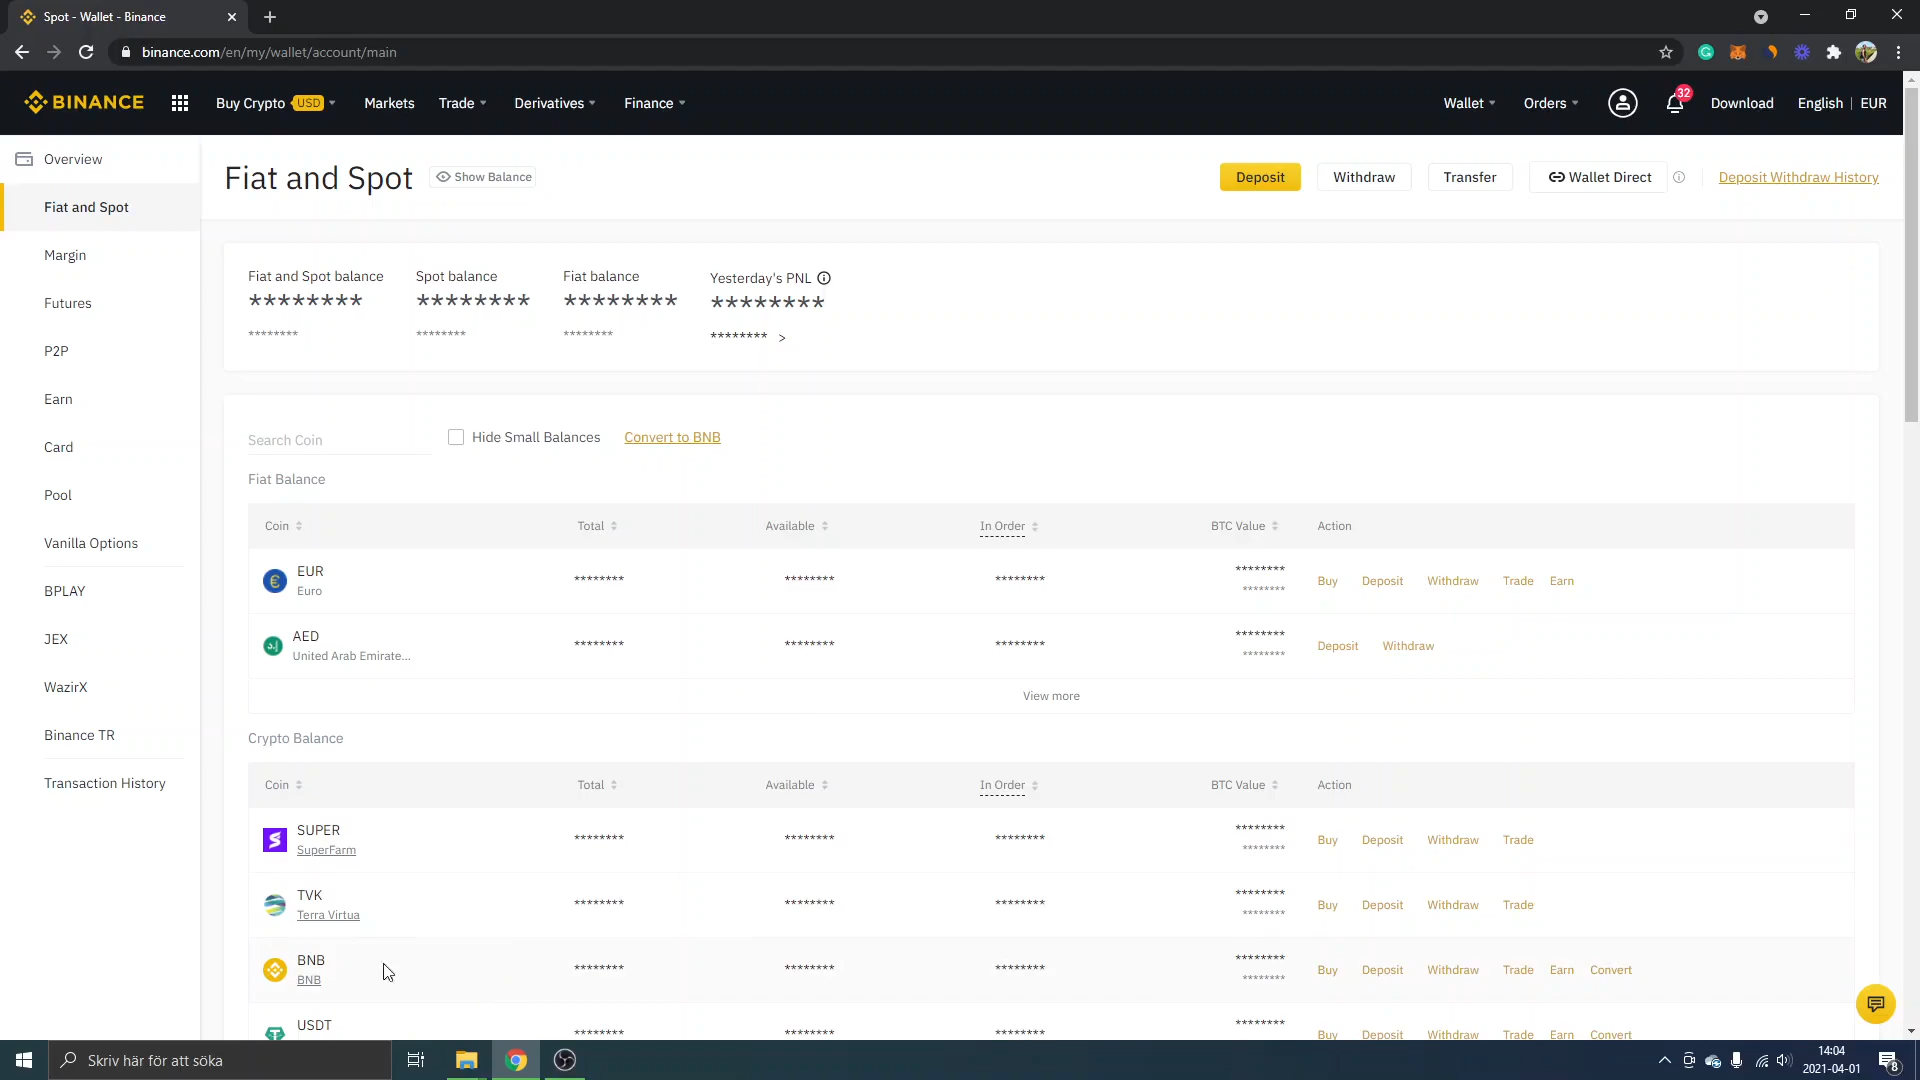 Spot - Wallet - Binance
binance.com/en/my/wallet/account/main
BINANCE Buy Crypto USD Markets Trade Derivatives Finance Wallet Orders 32 Download English | EUR
Overview
Fiat and Spot
Margin
Futures
P2P
Earn
Card
Pool
Vanilla Options
BPLAY
JEX
WazirX
Binance TR
Transaction History
Fiat and Spot Show Balance Deposit Withdraw Transfer Wallet Direct Deposit Withdraw History
Fiat and Spot balance Spot balance Fiat balance Yesterday's PNL
******** ******** ******** ********
******** ******** ******** ******** >
Search Coin Hide Small Balances Convert to BNB
Fiat Balance
Coin Total Available In Order BTC Value Action
EUR ******** ******** ******** ******** Buy Deposit Withdraw Trade Earn
Euro ********
AED ******** ******** ******** ******** Deposit Withdraw
United Arab Emirate... ********
View more
Crypto Balance
Coin Total Available In Order BTC Value Action
SUPER ******** ******** ******** ******** Buy Deposit Withdraw Trade
SuperFarm ********
TVK ******** ******** ******** ******** Buy Deposit Withdraw Trade
Terra Virtua ********
BNB ******** ******** ******** ******** Buy Deposit Withdraw Trade Earn Convert
BNB ********
USDT ******** ******** ******** ******** Buy Deposit Withdraw Trade Earn Convert
Skriv här för att söka
14:04
2021-04-01
8